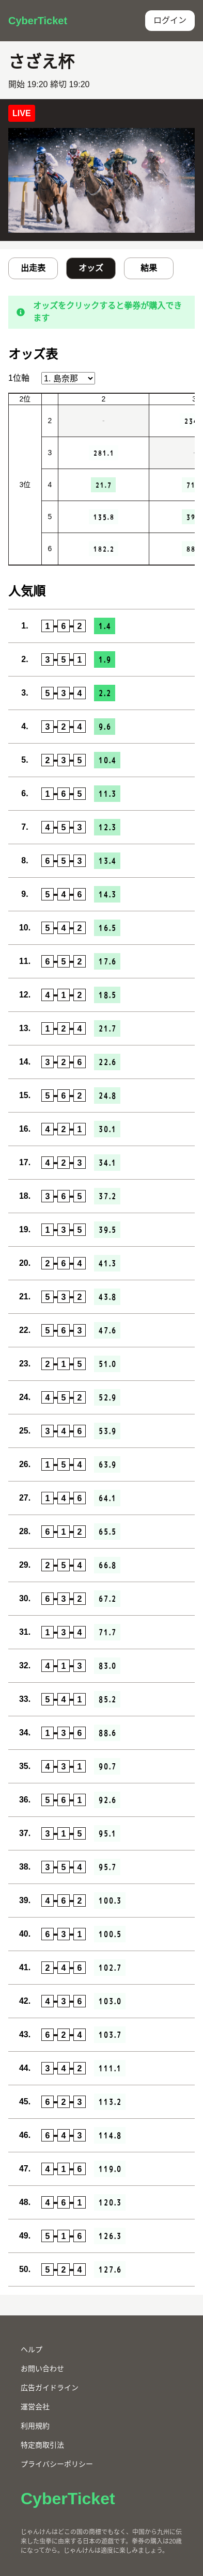 CyberTicket ログイン
さざえ杯
開始 19:20 締切 19:20
LIVE
出走表 オッズ 結果
オッズをクリックすると拳券が購入でき
ます
オッズ表
1位軸 1. 島奈那
2位 2 3
2 - 234
3 281.1 -
3位 4 21.7 71
5 135.8 39
6 182.2 88
人気順
1. 1-6-2 1.4
2. 3-5-1 1.9
3. 5-3-4 2.2
4. 3-2-4 9.6
5. 2-3-5 10.4
6. 1-6-5 11.3
7. 4-5-3 12.3
8. 6-5-3 13.4
9. 5-4-6 14.3
10. 5-4-2 16.5
11. 6-5-2 17.6
12. 4-1-2 18.5
13. 1-2-4 21.7
14. 3-2-6 22.6
15. 5-6-2 24.8
16. 4-2-1 30.1
17. 4-2-3 34.1
18. 3-6-5 37.2
19. 1-3-5 39.5
20. 2-6-4 41.3
21. 5-3-2 43.8
22. 5-6-3 47.6
23. 2-1-5 51.0
24. 4-5-2 52.9
25. 3-4-6 53.9
26. 1-5-4 63.9
27. 1-4-6 64.1
28. 6-1-2 65.5
29. 2-5-4 66.8
30. 6-3-2 67.2
31. 1-3-4 71.7
32. 4-1-3 83.0
33. 5-4-1 85.2
34. 1-3-6 88.6
35. 4-3-1 90.7
36. 5-6-1 92.6
37. 3-1-5 95.1
38. 3-5-4 95.7
39. 4-6-2 100.3
40. 6-3-1 100.5
41. 2-4-6 102.7
42. 4-3-6 103.0
43. 6-2-4 103.7
44. 3-4-2 111.1
45. 6-2-3 113.2
46. 6-4-3 114.8
47. 4-1-6 119.0
48. 4-6-1 120.3
49. 5-1-6 126.3
50. 5-2-4 127.6
ヘルプ
お問い合わせ
広告ガイドライン
運営会社
利用規約
特定商取引法
プライバシーポリシー
CyberTicket
じゃんけんはどこの国の商標でもなく、中国から九州に伝
来した虫拳に由来する日本の遊戯です。拳券の購入は20歳
になってから。じゃんけんは適度に楽しみましょう。